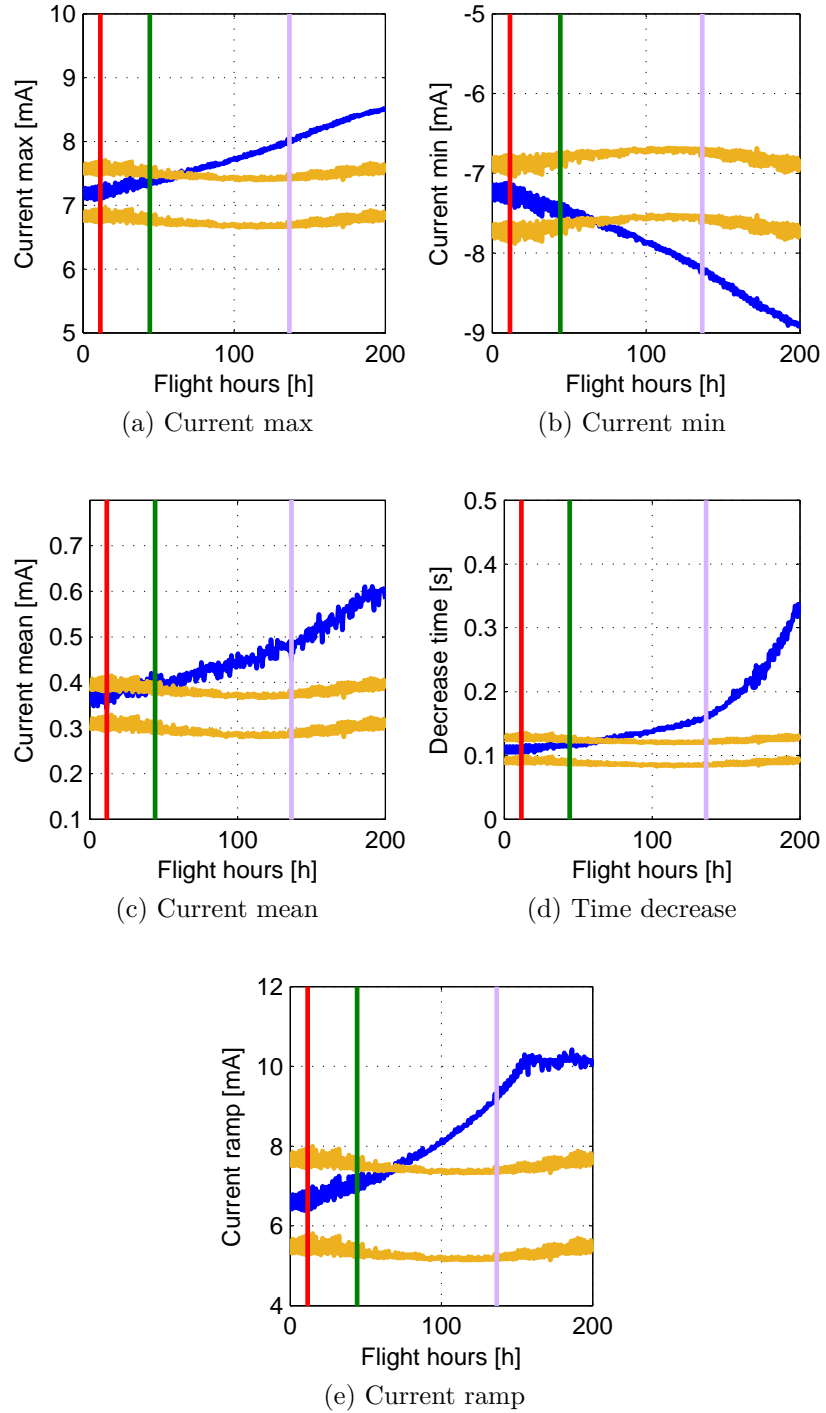 10
9
8
7
6
5
0
100
200
Current max [mA]
Flight hours [h]
(a) Current max
-5
-6
-7
-8
-9
0
100
200
Current min [mA]
Flight hours [h]
(b) Current min
0.7
0.6
0.5
0.4
0.3
0.2
0.1
0
100
200
Current mean [mA]
Flight hours [h]
(c) Current mean
0.5
0.4
0.3
0.2
0.1
0
0
100
200
Decrease time [s]
Flight hours [h]
(d) Time decrease
12
10
8
6
4
0
100
200
Current ramp [mA]
Flight hours [h]
(e) Current ramp